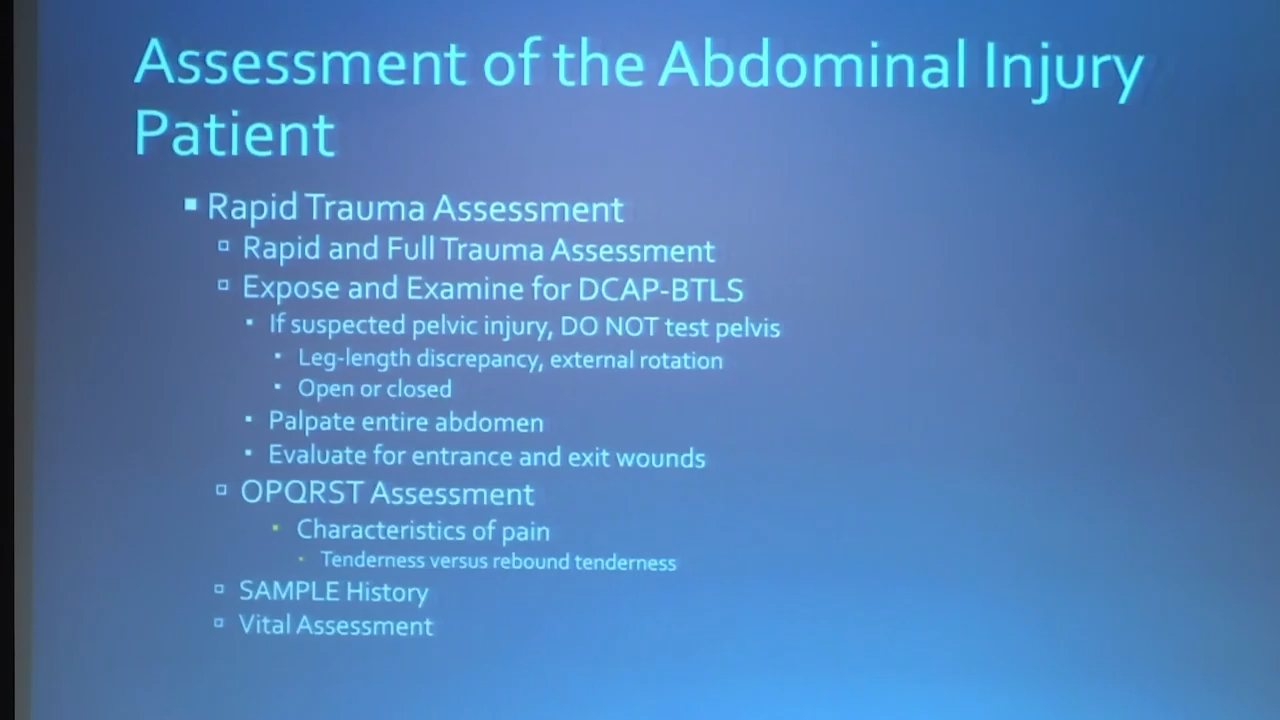 Assessment of the Abdominal Injury
Patient
Rapid Trauma Assessment
Rapid and Full Trauma Assessment
Expose and Examine for DCAP-BTLS
If suspected pelvic injury, DO NOT test pelvis
Leg-length discrepancy, external rotation
Open or closed
Palpate entire abdomen
Evaluate for entrance and exit wounds
OPQRST Assessment
Characteristics of pain
Tenderness versus rebound tenderness
SAMPLE History
Vital Assessment